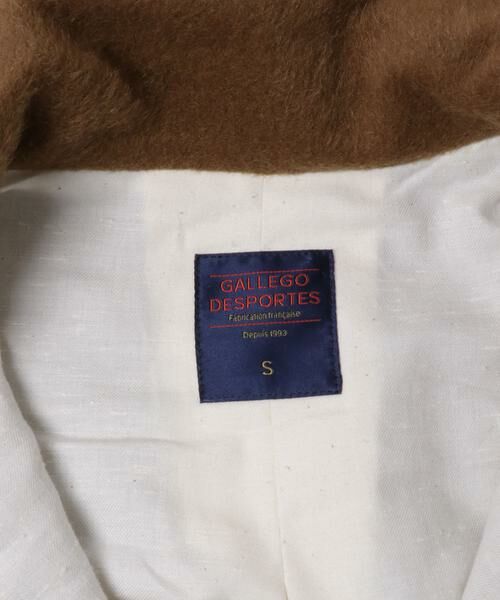 GALLEGO
DESPORTES
Fabrication française
Depuis 1993
S